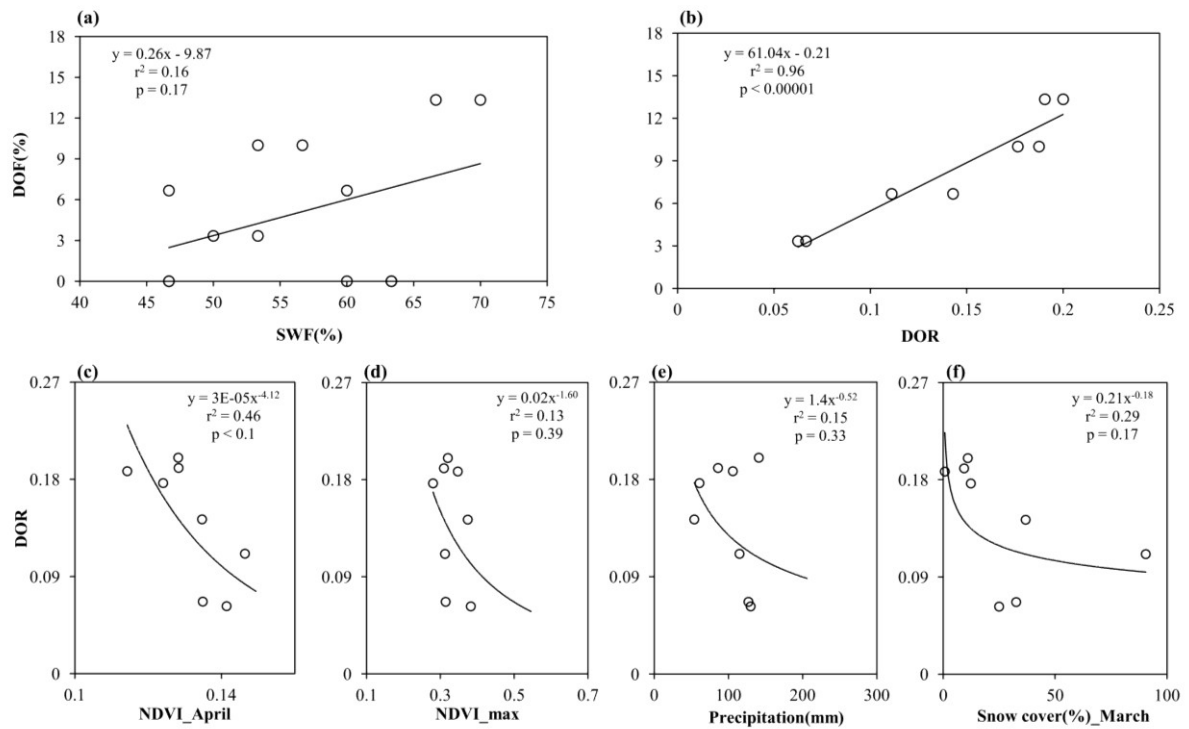 (a)
y = 0.26x - 9.87
r² = 0.16
p = 0.17
DOF(%)
18
15
12
9
6
3
0
40 45 50 55 60 65 70 75
SWF(%)
(b)
y = 61.04x - 0.21
r² = 0.96
p < 0.00001
18
15
12
9
6
3
0
0 0.05 0.1 0.15 0.2 0.25
DOR
(c)
y = 3E-05x⁻⁴·¹²
r² = 0.46
p < 0.1
DOR
0.27
0.18
0.09
0
0.1 0.14
NDVI_April
(d)
y = 0.02x⁻¹·⁶⁰
r² = 0.13
p = 0.39
0.27
0.18
0.09
0
0.1 0.3 0.5 0.7
NDVI_max
(e)
y = 1.4x⁻⁰·⁵²
r² = 0.15
p = 0.33
0.27
0.18
0.09
0
0 100 200 300
Precipitation(mm)
(f)
y = 0.21x⁻⁰·¹⁸
r² = 0.29
p = 0.17
0.27
0.18
0.09
0
0 50 100
Snow cover(%)_March